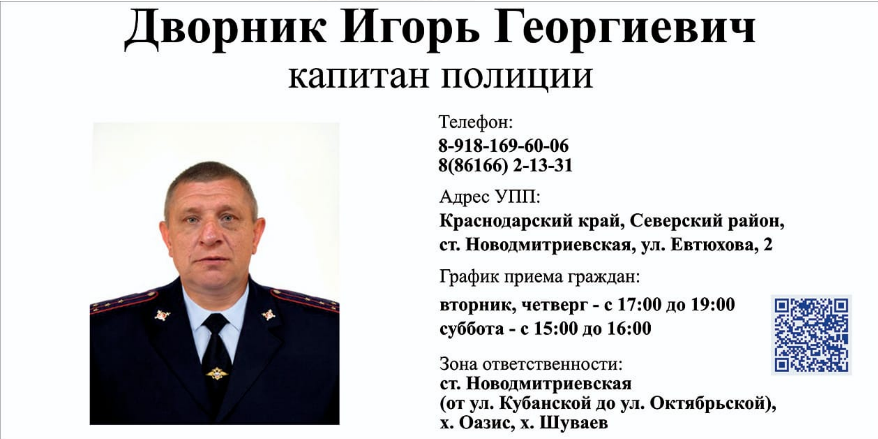 Дворник Игорь Георгиевич
капитан полиции
Телефон:
8-918-169-60-06
8(86166) 2-13-31
Адрес УПП:
Краснодарский край, Северский район,
ст. Новодмитриевская, ул. Евтюхова, 2
График приема граждан:
вторник, четверг - с 17:00 до 19:00
суббота - с 15:00 до 16:00
Зона ответственности:
ст. Новодмитриевская
(от ул. Кубанской до ул. Октябрьской),
х. Оазис, х. Шуваев